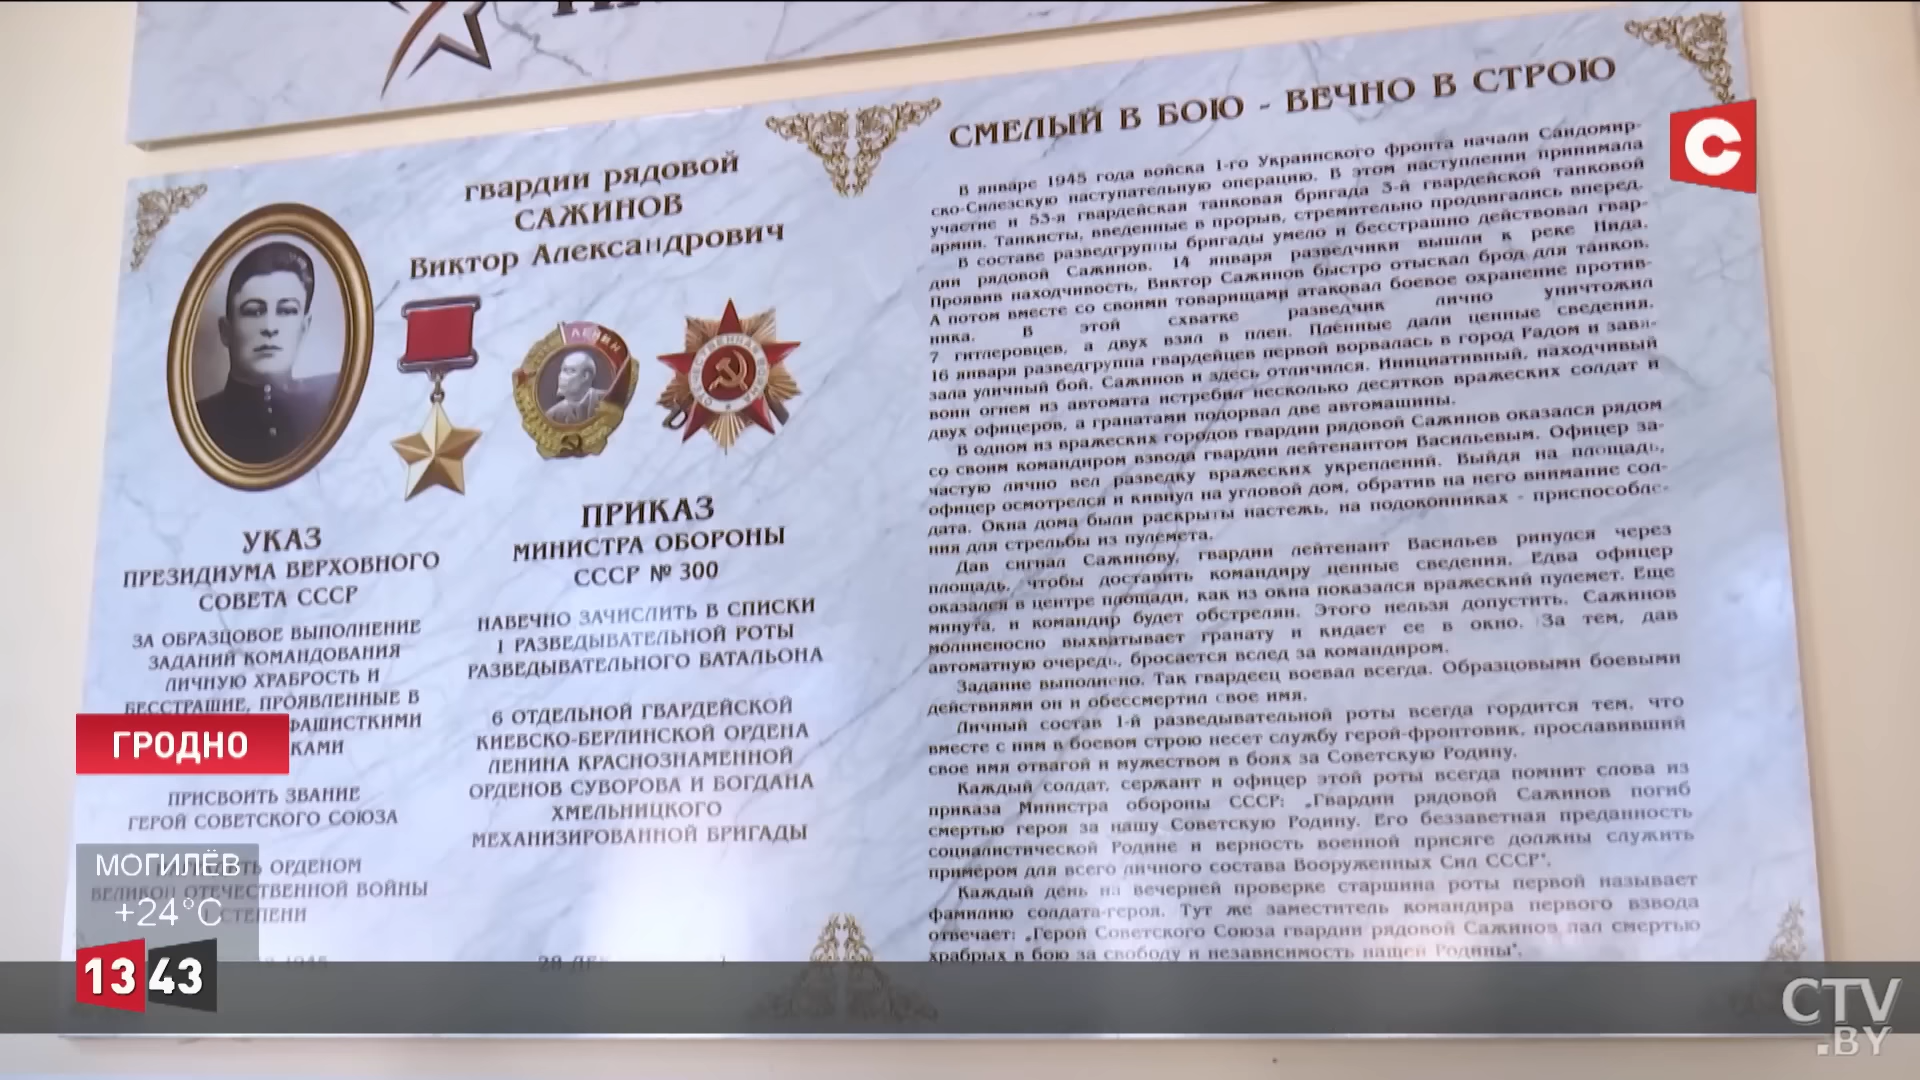 гвардии рядовой
САЖИНОВ
Виктор Александрович
ЛЕНИН
ОТЕЧЕСТВЕННАЯ ВОЙНА
УКАЗ
ПРЕЗИДИУМА ВЕРХОВНОГО
СОВЕТА СССР
ЗА ОБРАЗЦОВОЕ ВЫПОЛНЕНИЕ
ЗАДАНИЙ КОМАНДОВАНИЯ
ЛИЧНУЮ ХРАБРОСТЬ И
БЕССТРАШИЕ, ПРОЯВЛЕННЫЕ В
ФАШИСТКИМИ
КАМИ
ПРИСВОИТЬ ЗВАНИЕ
ГЕРОЙ СОВЕТСКОГО СОЮЗА
ОРДЕНОМ
ВЕЛИКОЙ ОТЕЧЕСТВЕННОЙ ВОЙНЫ
СТЕПЕНИ
ПРИКАЗ
МИНИСТРА ОБОРОНЫ
СССР № 300
НАВЕЧНО ЗАЧИСЛИТЬ В СПИСКИ
1 РАЗВЕДЫВАТЕЛЬНОЙ РОТЫ
РАЗВЕДЫВАТЕЛЬНОГО БАТАЛЬОНА
6 ОТДЕЛЬНОЙ ГВАРДЕЙСКОЙ
КИЕВСКО-БЕРЛИНСКОЙ ОРДЕНА
ЛЕНИНА КРАСНОЗНАМЕННОЙ
ОРДЕНОВ СУВОРОВА И БОГДАНА
ХМЕЛЬНИЦКОГО
МЕХАНИЗИРОВАННОЙ БРИГАДЫ
СМЕЛЫЙ В БОЮ - ВЕЧНО В СТРОЮ
В январе 1945 года войска 1-го Украинского фронта начали Сандомир-
ско-Силезскую наступательную операцию. В этом наступлении принимала
участие и 53-я гвардейская танковая бригада 3-й гвардейской танковой
армии. Танкисты, введенные в прорыв, стремительно продвигались вперед.
В составе разведгруппы бригады умело и бесстрашно действовал гвар-
дии рядовой Сажинов. 14 января разведчики вышли к реке Нида.
Проявив находчивость, Виктор Сажинов быстро отыскал брод для танков.
А потом вместе со своими товарищами атаковал боевое охранение против-
ника. В этой схватке разведчик лично уничтожил
7 гитлеровцев, а двух взял в плен. Пленные дали ценные сведения.
16 января разведгруппа гвардейцев первой ворвалась в город Радом и завя-
зала уличный бой. Сажинов и здесь отличился. Инициативный, находчивый
воин огнем из автомата истребил несколько десятков вражеских солдат и
двух офицеров, а гранатами подорвал две автомашины.
В одном из вражеских городов гвардии рядовой Сажинов оказался рядом
со своим командиром взвода гвардии лейтенантом Васильевым. Офицер за-
частую лично вел разведку вражеских укреплений. Выйдя на площадь,
офицер осмотрелся и кивнул на угловой дом, обратив на него внимание сол-
дата. Окна дома были раскрыты настежь, на подоконниках - приспособле-
ния для стрельбы из пулемета.
Дав сигнал Сажинову, гвардии лейтенант Васильев ринулся через
площадь, чтобы доставить командиру ценные сведения. Едва офицер
оказался в центре площади, как из окна показался вражеский пулемет. Еще
минута, и командир будет обстрелян. Этого нельзя допустить. Сажинов
молниеносно выхватывает гранату и кидает ее в окно. За тем, дав
автоматную очередь, бросается вслед за командиром.
Задание выполнено. Так гвардеец воевал всегда. Образцовыми боевыми
действиями он и обессмертил свое имя.
Личный состав 1-й разведывательной роты всегда гордится тем, что
вместе с ним в боевом строю несет службу герой-фронтовик, прославивший
свое имя отвагой и мужеством в боях за Советскую Родину.
Каждый солдат, сержант и офицер этой роты всегда помнит слова из
приказа Министра обороны СССР: „Гвардии рядовой Сажинов погиб
смертью героя за нашу Советскую Родину. Его беззаветная преданность
социалистической Родине и верность военной присяге должны служить
примером для всего личного состава Вооруженных Сил СССР".
Каждый день на вечерней проверке старшина роты первой называет
фамилию солдата-героя. Тут же заместитель командира первого взвода
отвечает: „Герой Советского Союза гвардии рядовой Сажинов пал смертью
храбрых в бою за свободу и независимость нашей Родины".
ГРОДНО
МОГИЛЁВ
+24°C
13 43
CTV
.BY